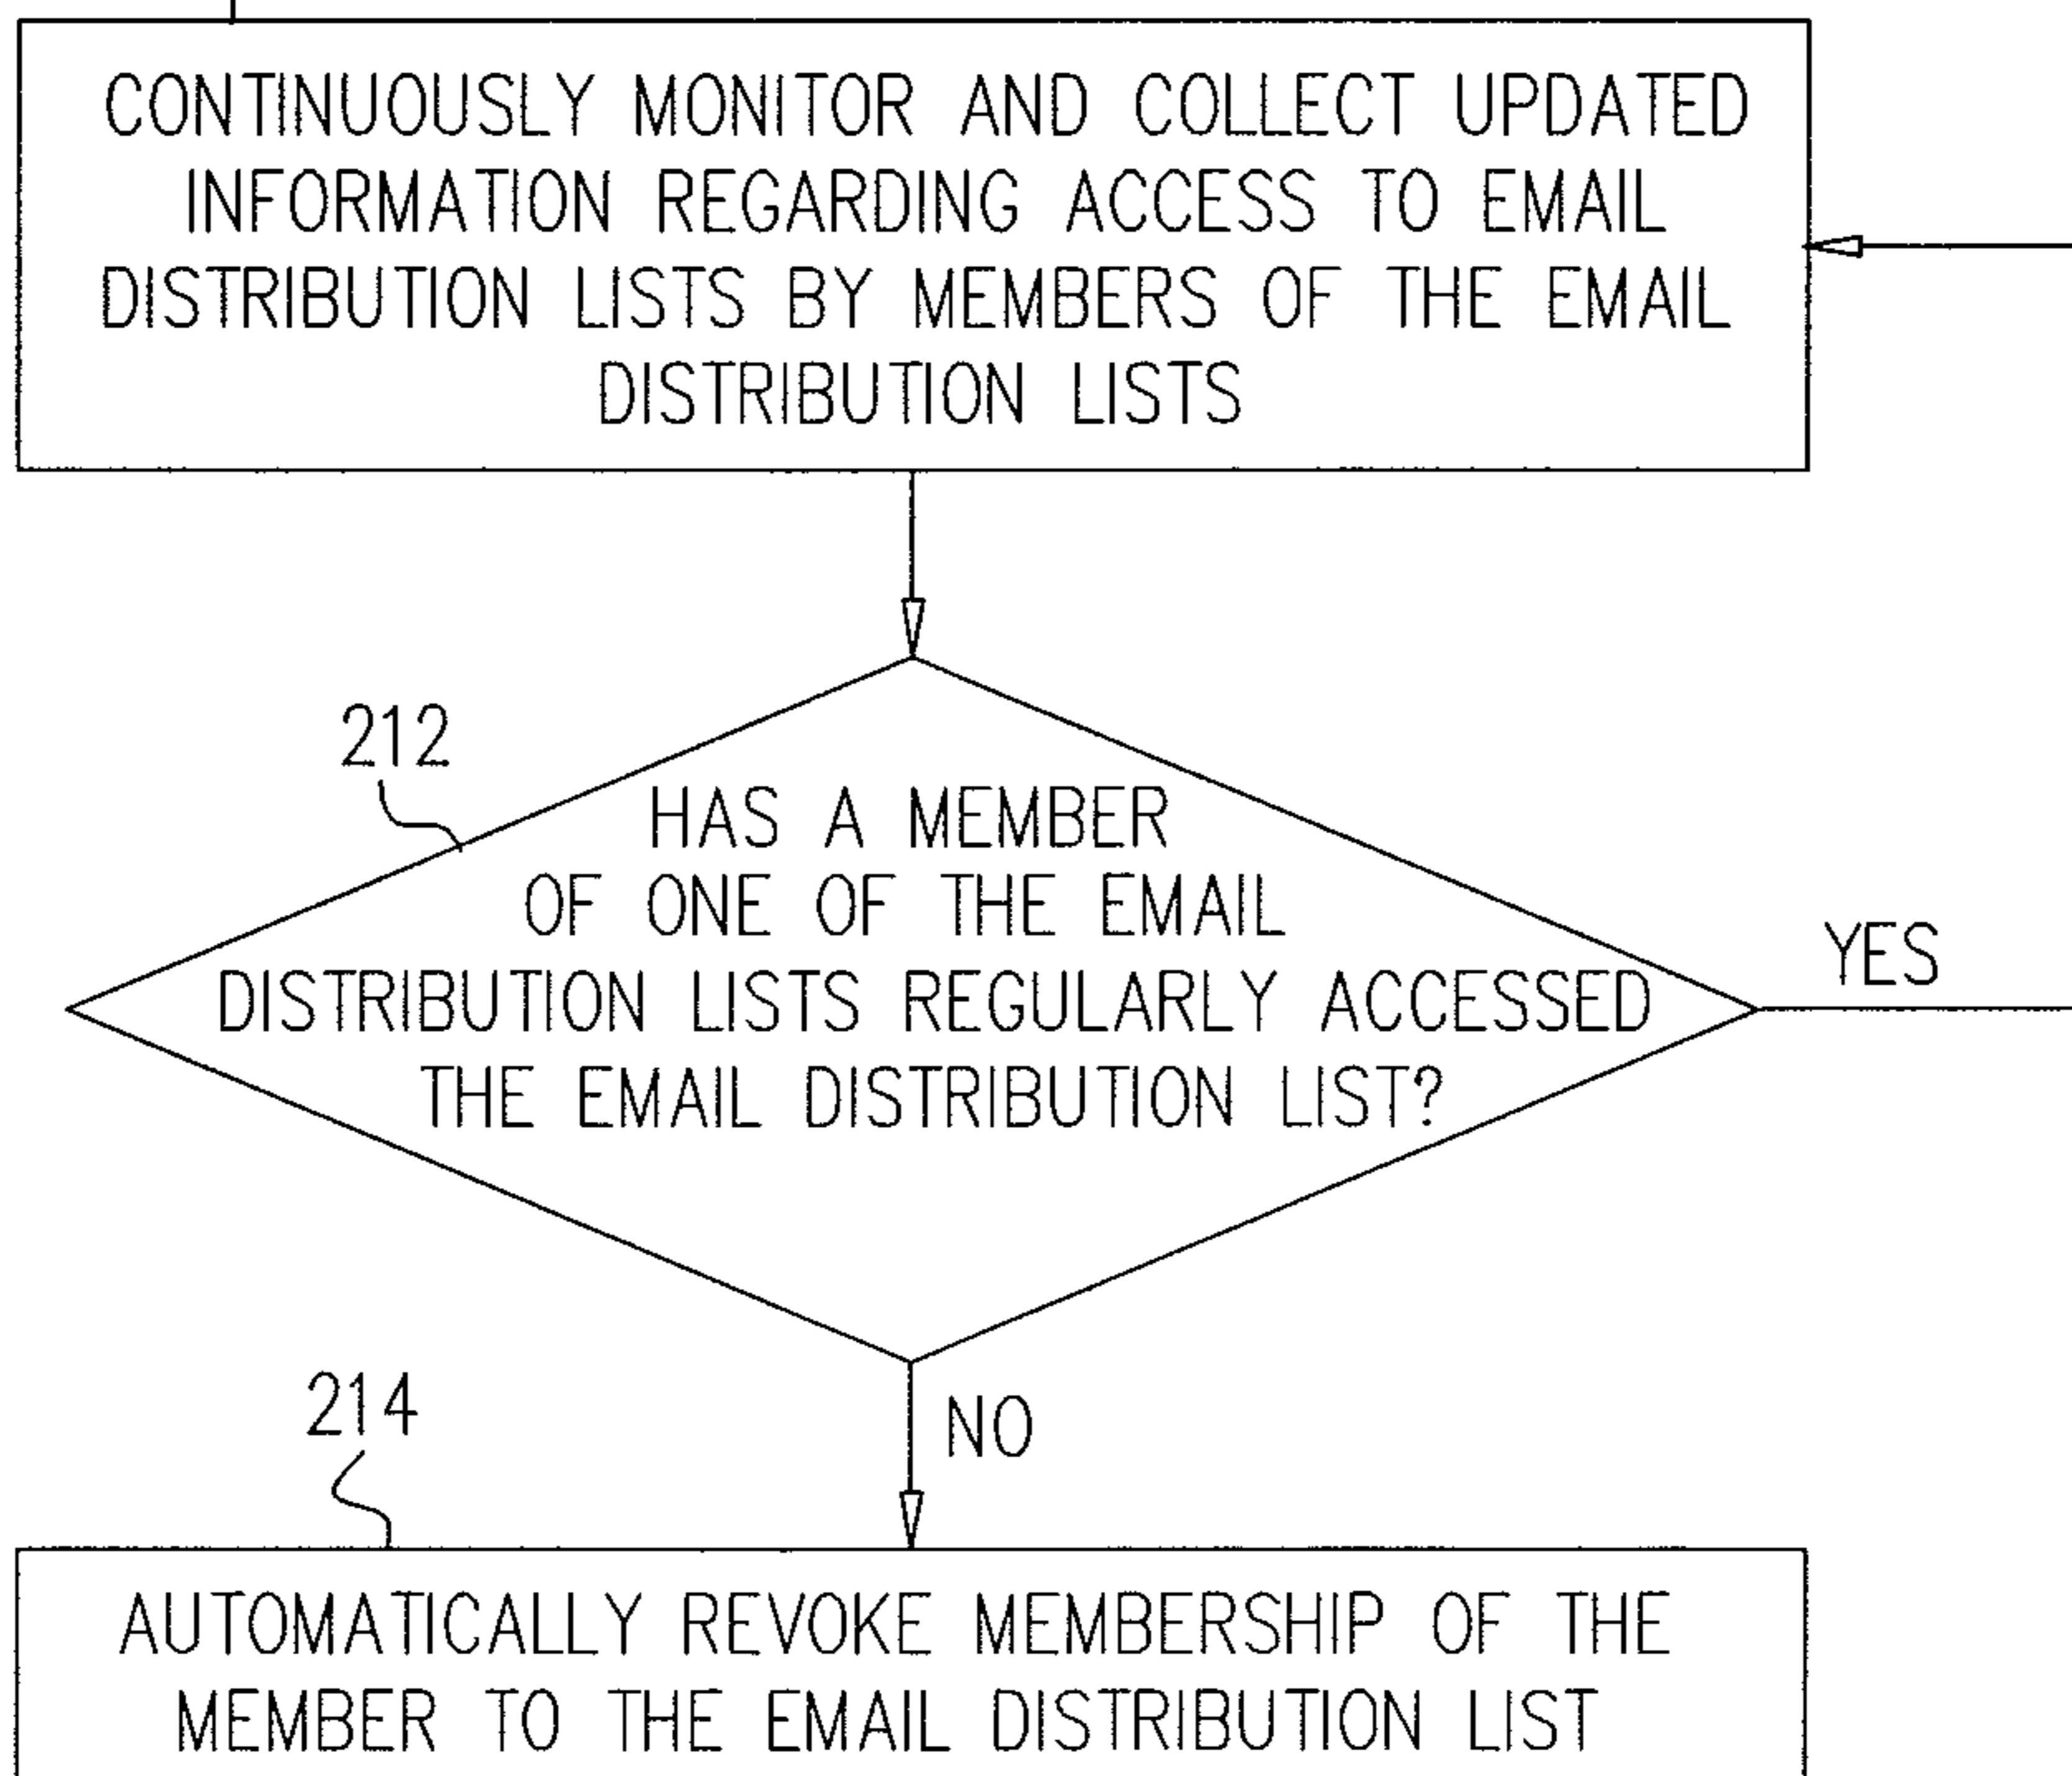 CONTINUOUSLY MONITOR AND COLLECT UPDATED
INFORMATION REGARDING ACCESS TO EMAIL
DISTRIBUTION LISTS BY MEMBERS OF THE EMAIL
DISTRIBUTION LISTS
212
HAS A MEMBER
OF ONE OF THE EMAIL
DISTRIBUTION LISTS REGULARLY ACCESSED
THE EMAIL DISTRIBUTION LIST?
YES
NO
214
AUTOMATICALLY REVOKE MEMBERSHIP OF THE
MEMBER TO THE EMAIL DISTRIBUTION LIST